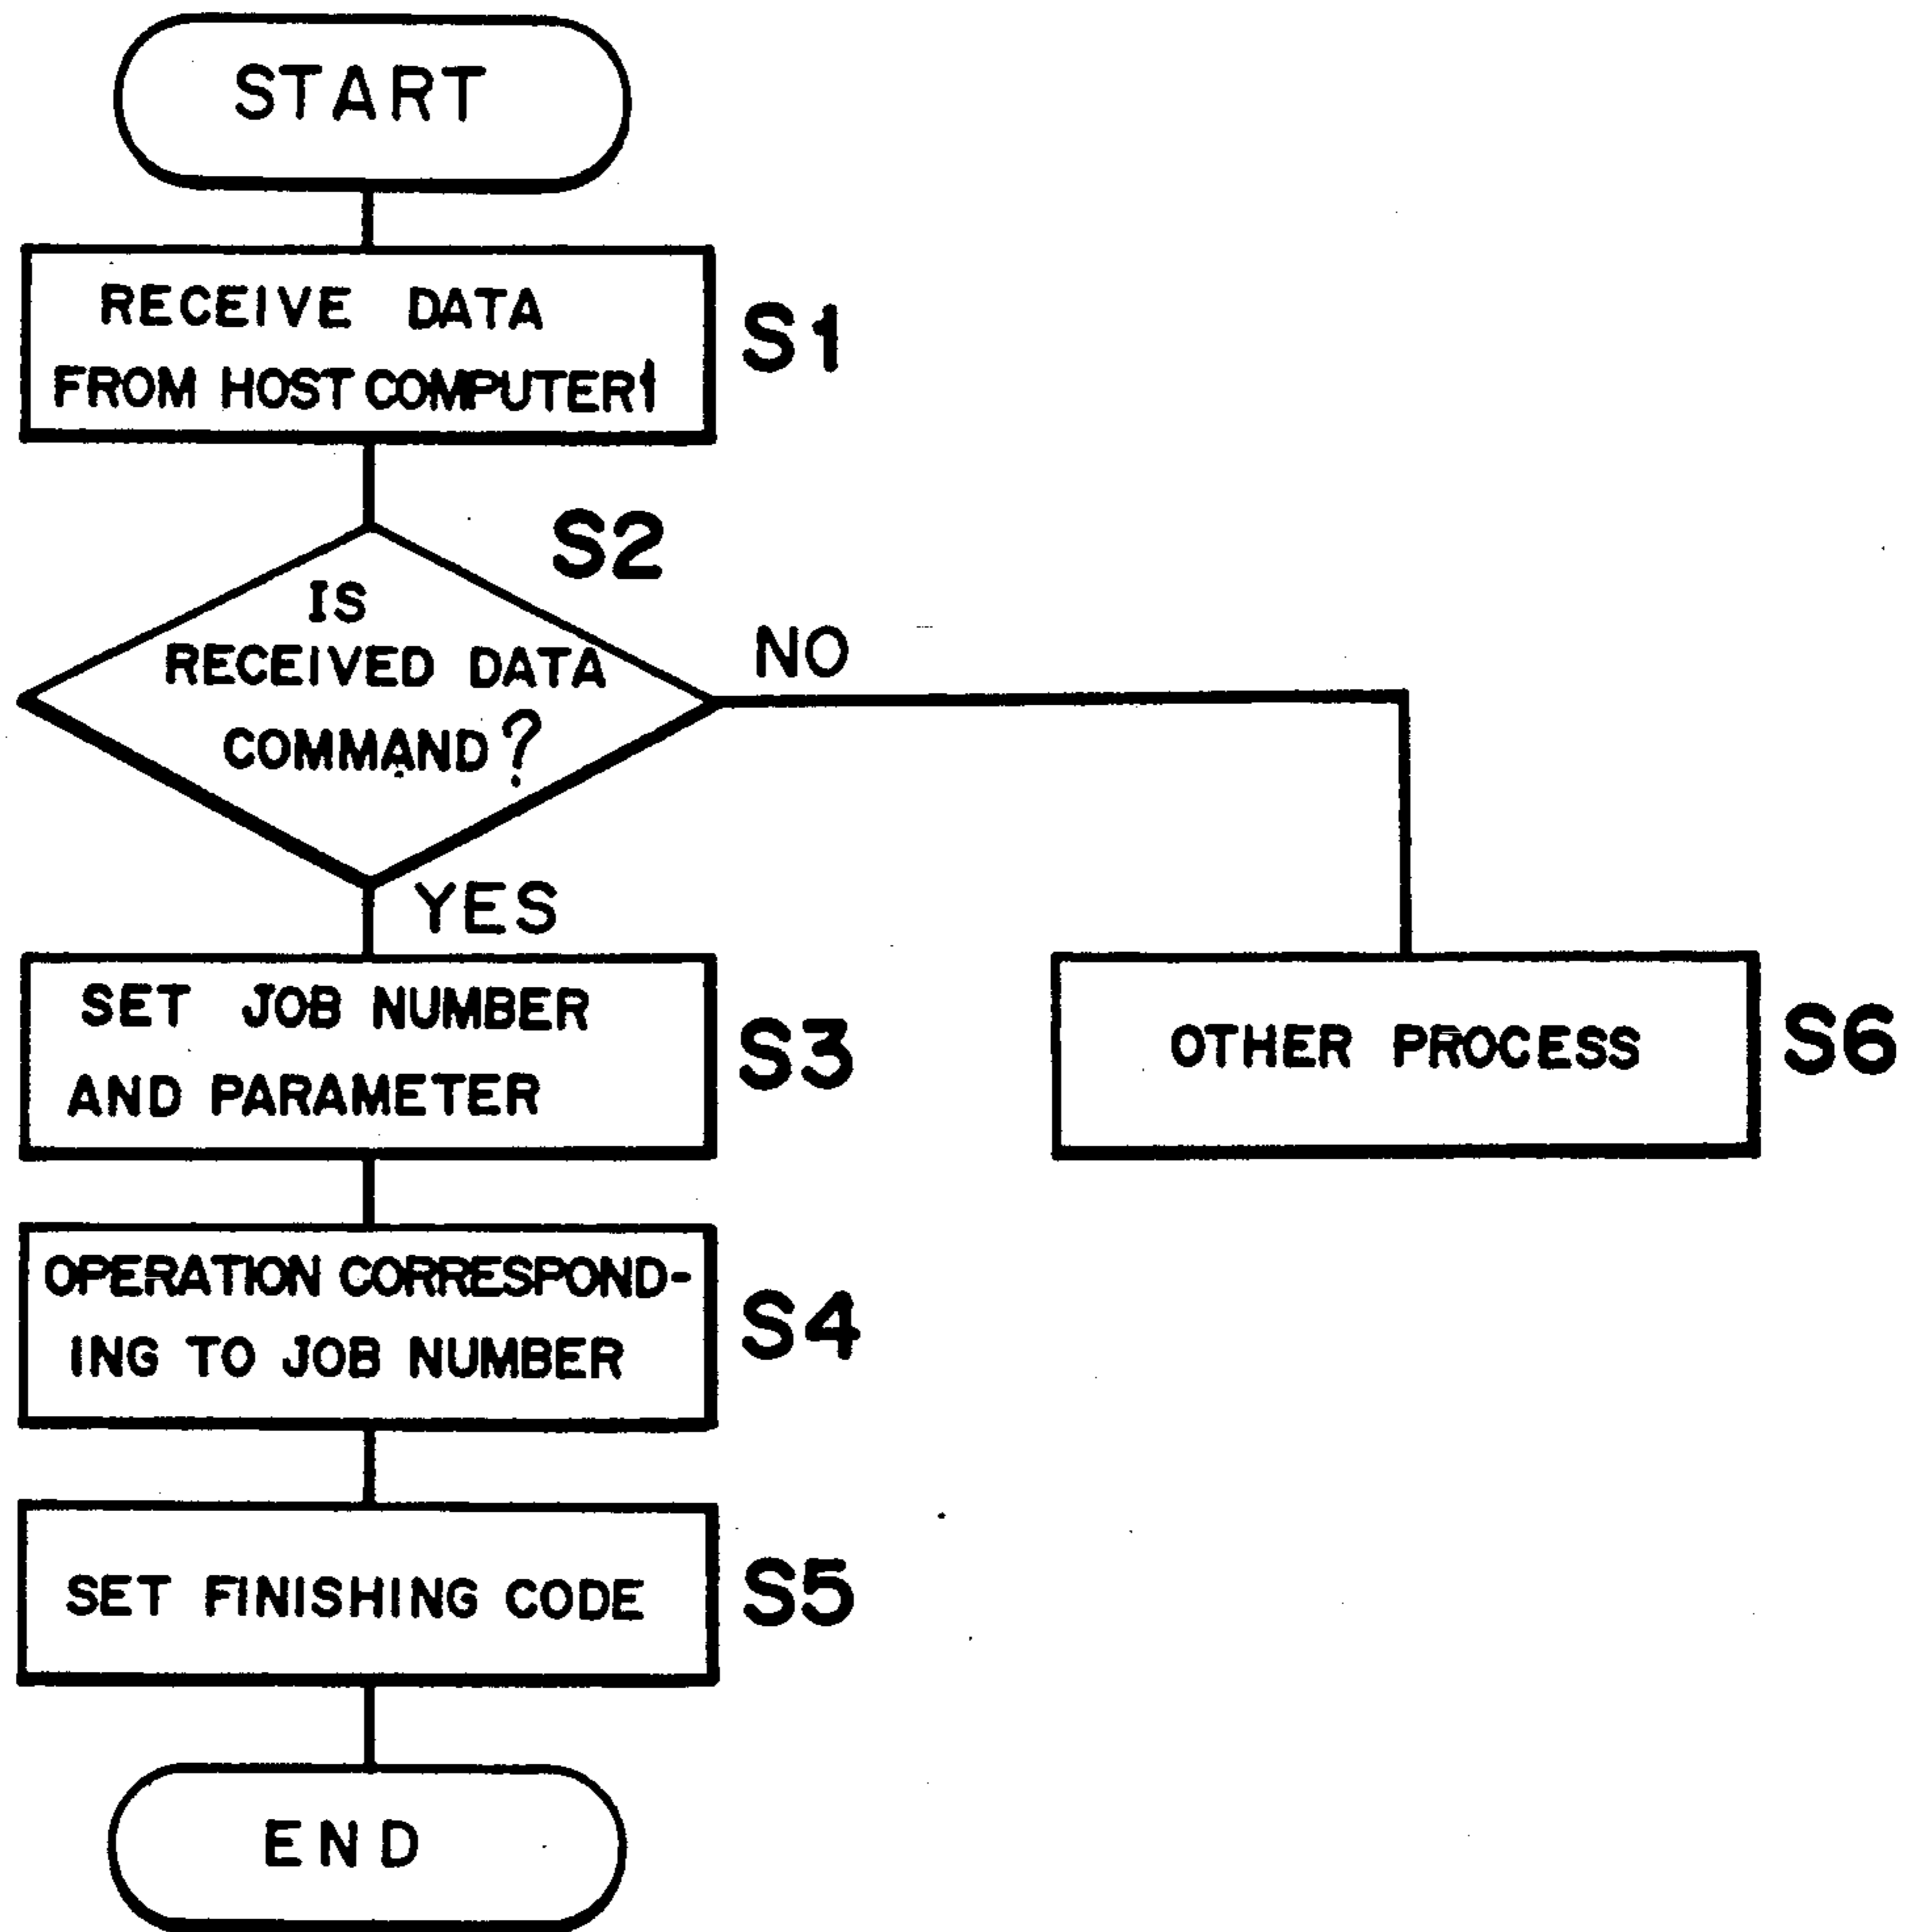 START
RECEIVE DATA
FROM HOST COMPUTER1
S1
S2
IS
RECEIVED DATA
COMMAND?
NO
YES
SET JOB NUMBER
AND PARAMETER
S3
OTHER PROCESS
S6
OPERATION CORRESPOND-
ING TO JOB NUMBER
S4
SET FINISHING CODE
S5
END